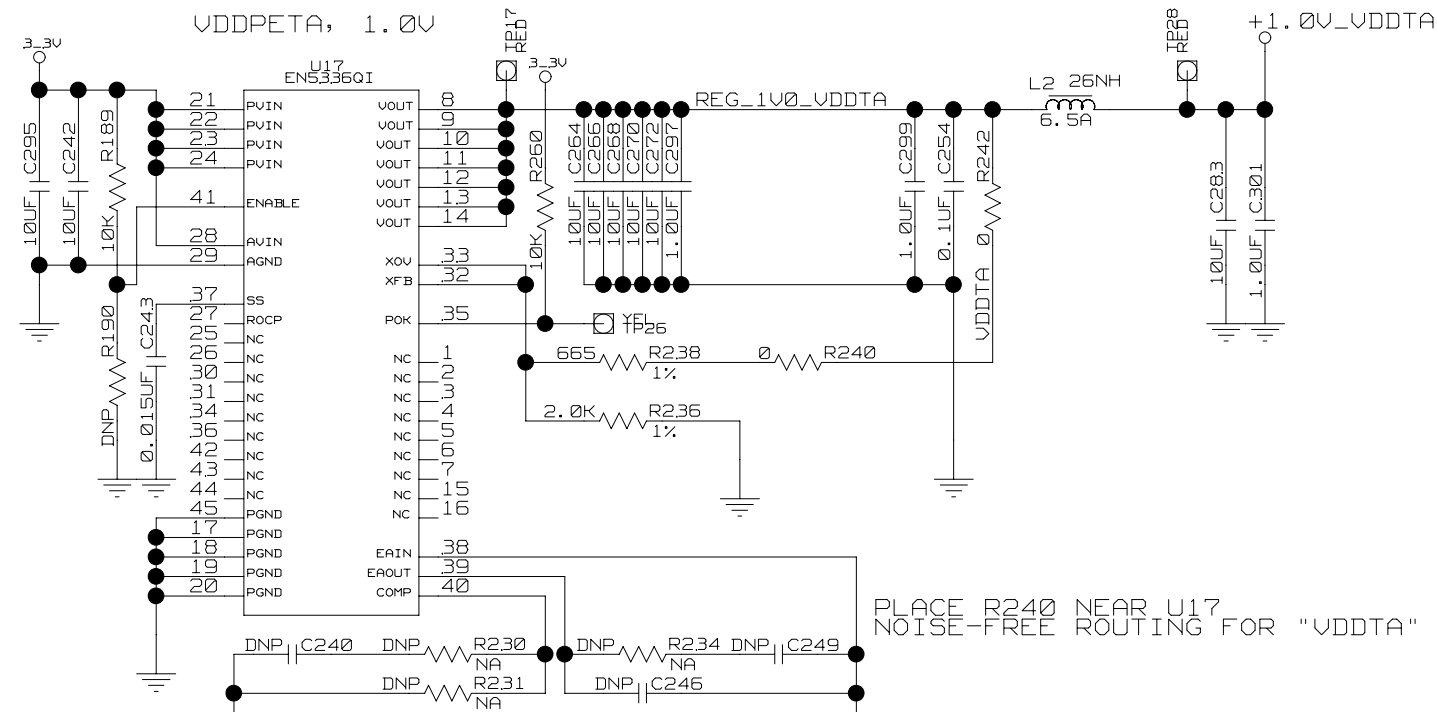 VDDPETA, 1.0V
3_3V
U17
EN5336QI
TP17
RED
3_3V
TP28
RED
+1.0V_VDDTA
L2 26NH
6.5A
REG_1V0_VDDTA
10UF C295
10UF C242
10K R189
DNP R190
0.015UF C243
21 PVIN
22 PVIN
23 PVIN
24 PVIN
41 ENABLE
28 AVIN
29 AGND
37 SS
27 ROCP
25 NC
26 NC
30 NC
31 NC
34 NC
36 NC
42 NC
43 NC
44 NC
45 PGND
17 PGND
18 PGND
19 PGND
20 PGND
VOUT 8
VOUT 9
VOUT 10
VOUT 11
VOUT 12
VOUT 13
VOUT 14
XOV 33
XFB 32
POK 35
NC 1
NC 2
NC 3
NC 4
NC 5
NC 6
NC 7
NC 15
NC 16
EAIN 38
EAOUT 39
COMP 40
10K R260
10UF C264
10UF C266
10UF C268
10UF C270
10UF C272
1.0UF C297
1.0UF C299
0.1UF C254
0 R242
VDDTA
10UF C283
1.0UF C301
YEL
TP26
665 R238
1%
0 R240
2.0K R236
1%
PLACE R240 NEAR U17
NOISE-FREE ROUTING FOR "VDDTA"
DNP C240
DNP R230
NA
DNP R234
NA
DNP C249
DNP R231
NA
DNP C246